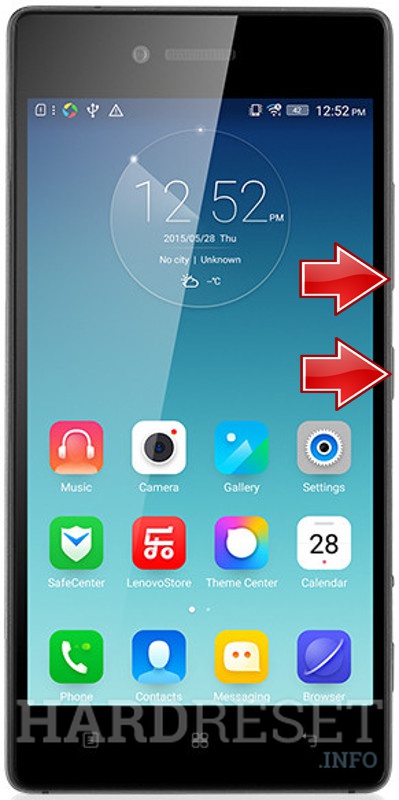 42 12:52 PM
12 52 PM
2015/05/28 Thu
No city | Unknown
--°C
Music Camera Gallery Settings
28
SafeCenter LenovoStore Theme Center Calendar
Phone Contacts Messaging Browser
HARDRESET
.INFO